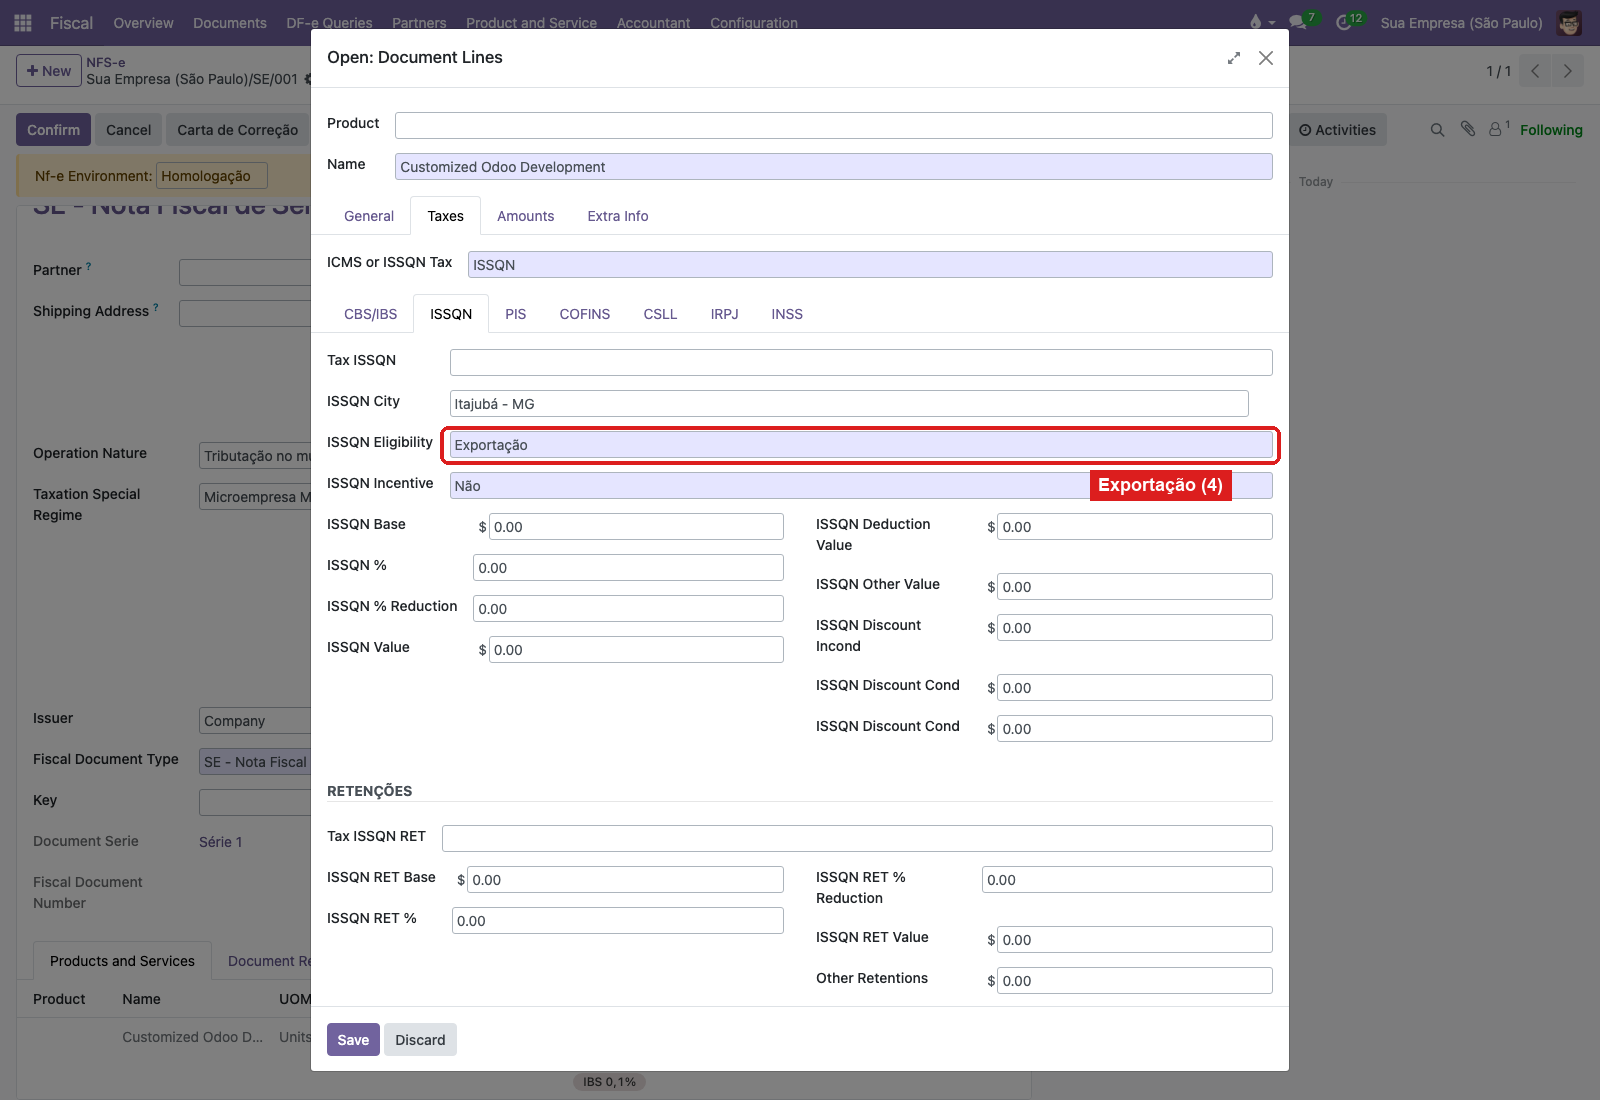 Fiscal Overview Documents DF-e Queries Partners Product and Service Accountant Configuration 7 12 Sua Empresa (São Paulo)
New
NFS-e
Sua Empresa (São Paulo)/SE/001
1 / 1
Confirm Cancel Carta de Correção
Activities 1 Following
Nf-e Environment: Homologação
Today
Partner ?
Shipping Address ?
Operation Nature Tributação no mu
Taxation Special Regime Microempresa M
Issuer Company
Fiscal Document Type SE - Nota Fiscal
Key
Document Serie Série 1
Fiscal Document Number
Products and Services Document Re
Product Name UOM
Customized Odoo D... Units
IBS 0,1%
Open: Document Lines
Product
Name Customized Odoo Development
General Taxes Amounts Extra Info
ICMS or ISSQN Tax ISSQN
CBS/IBS ISSQN PIS COFINS CSLL IRPJ INSS
Tax ISSQN
ISSQN City Itajubá - MG
ISSQN Eligibility Exportação
ISSQN Incentive Não
Exportação (4)
ISSQN Base $ 0.00
ISSQN % 0.00
ISSQN % Reduction 0.00
ISSQN Value $ 0.00
ISSQN Deduction Value $ 0.00
ISSQN Other Value $ 0.00
ISSQN Discount Incond $ 0.00
ISSQN Discount Cond $ 0.00
ISSQN Discount Cond $ 0.00
RETENÇÕES
Tax ISSQN RET
ISSQN RET Base $ 0.00
ISSQN RET % 0.00
ISSQN RET % Reduction 0.00
ISSQN RET Value $ 0.00
Other Retentions $ 0.00
Save Discard